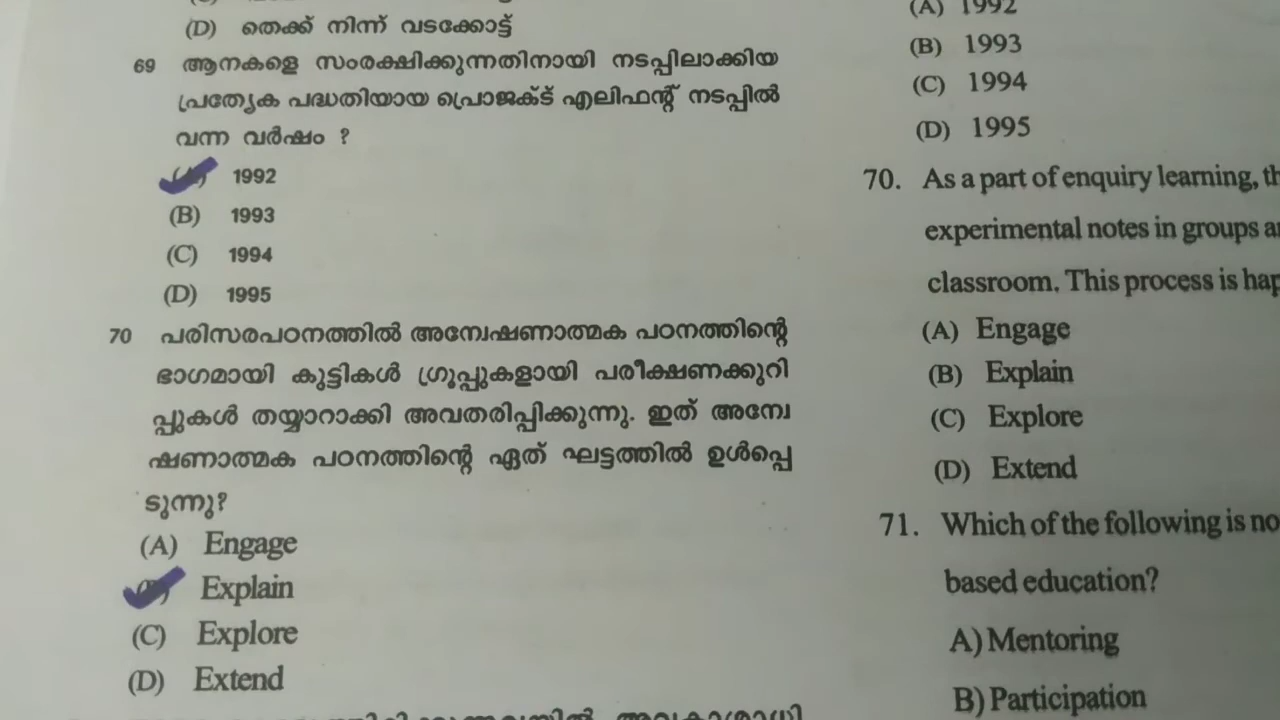 (D) തെക്ക് നിന്ന് വടക്കോട്ട്
69 ആനകളെ സംരക്ഷിക്കുന്നതിനായി നടപ്പിലാക്കിയ
പ്രത്യേക പദ്ധതിയായ പ്രൊജക്ട് എലിഫന്റ് നടപ്പിൽ
വന്ന വർഷം ?
1992
(B) 1993
(C) 1994
(D) 1995
70 പരിസരപഠനത്തിൽ അന്വേഷണാത്മക പഠനത്തിന്റെ
ഭാഗമായി കുട്ടികൾ ഗ്രൂപ്പുകളായി പരീക്ഷണക്കുറി
പ്പുകൾ തയ്യാറാക്കി അവതരിപ്പിക്കുന്നു. ഇത് അന്വേ
ഷണാത്മക പഠനത്തിന്റെ ഏത് ഘട്ടത്തിൽ ഉൾപ്പെ
ടുന്നു?
(A) Engage
Explain
(C) Explore
(D) Extend
(A) 1992
(B) 1993
(C) 1994
(D) 1995
70. As a part of enquiry learning,
experimental notes in groups
classroom. This process is
(A) Engage
(B) Explain
(C) Explore
(D) Extend
71. Which of the following is
based education?
A) Mentoring
B) Participation